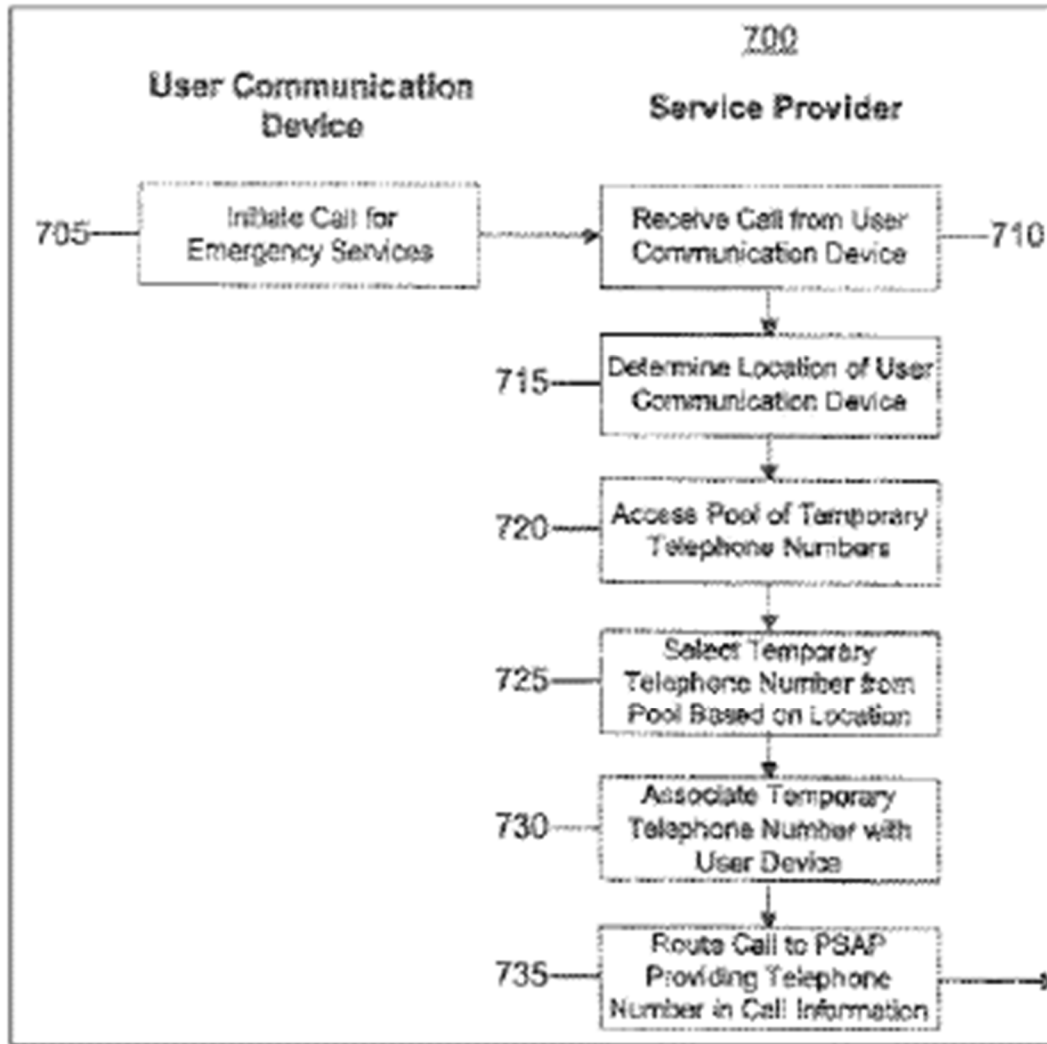 700
User Communication
Device
Service Provider
705
Initiate Call for
Emergency Services
Receive Call from User
Communication Device
710
715
Determine Location of User
Communication Device
720
Access Pool of Temporary
Telephone Numbers
725
Select Temporary
Telephone Number from
Pool Based on Location
730
Associate Temporary
Telephone Number with
User Device
735
Route Call to PSAP
Providing Telephone
Number in Call Information